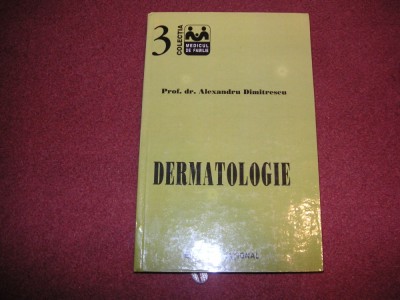 3
COLECTIA
MEDICUL
DE FAMILIE
Prof. dr. Alexandru Dimitrescu
DERMATOLOGIE